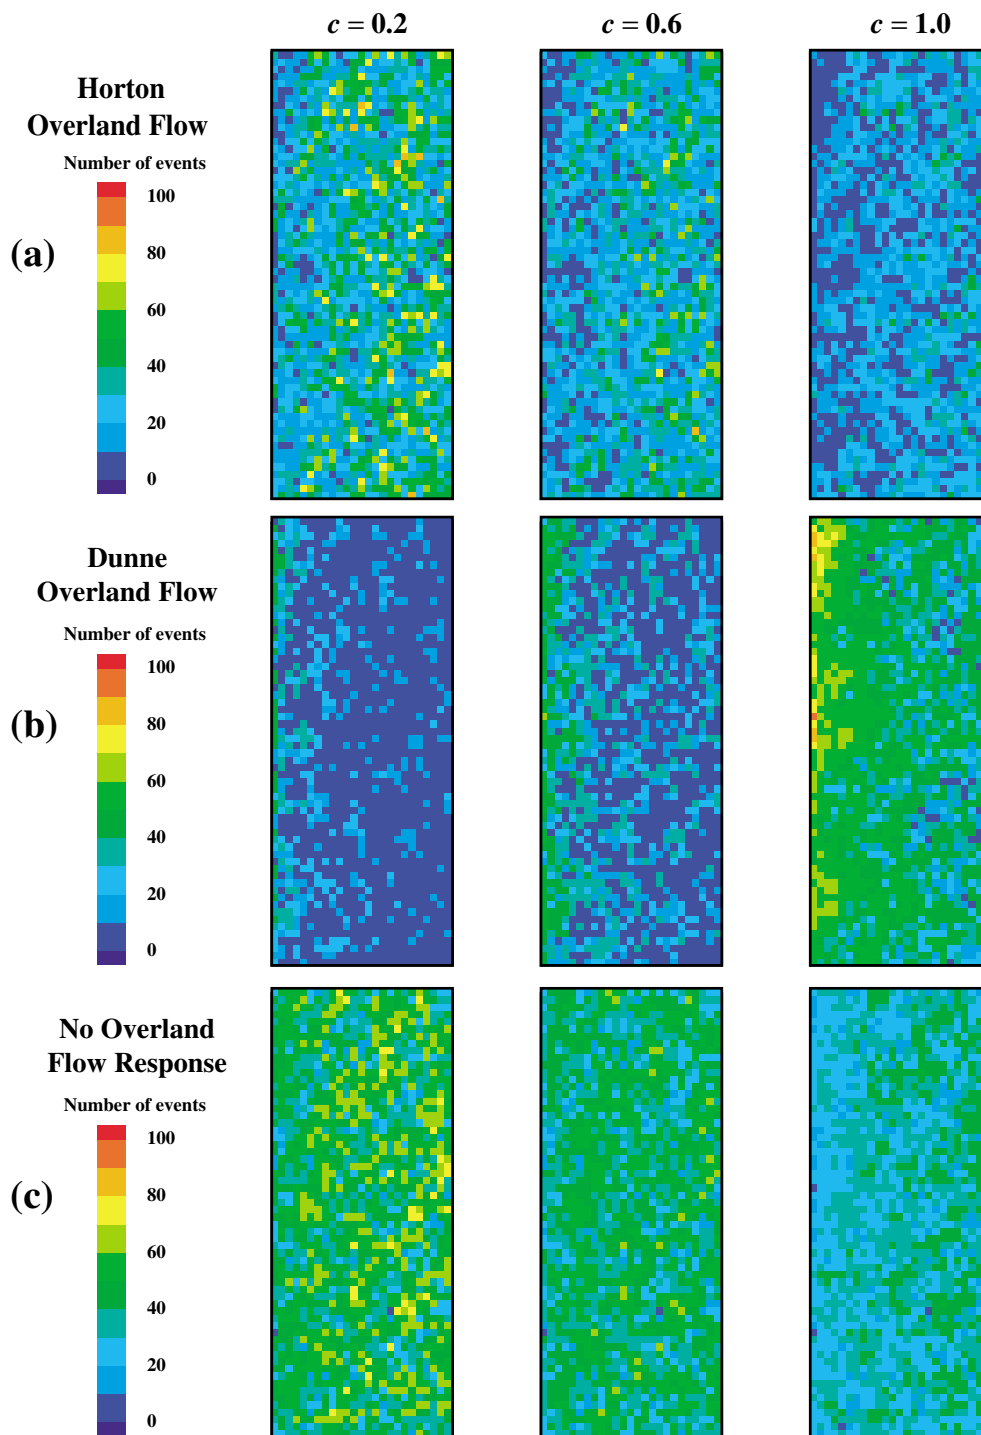 c = 0.2
c = 0.6
c = 1.0
Horton
Overland Flow
Number of events
100
80
60
40
20
0
(a)
Dunne
Overland Flow
Number of events
100
80
60
40
20
0
(b)
No Overland
Flow Response
Number of events
100
80
60
40
20
0
(c)